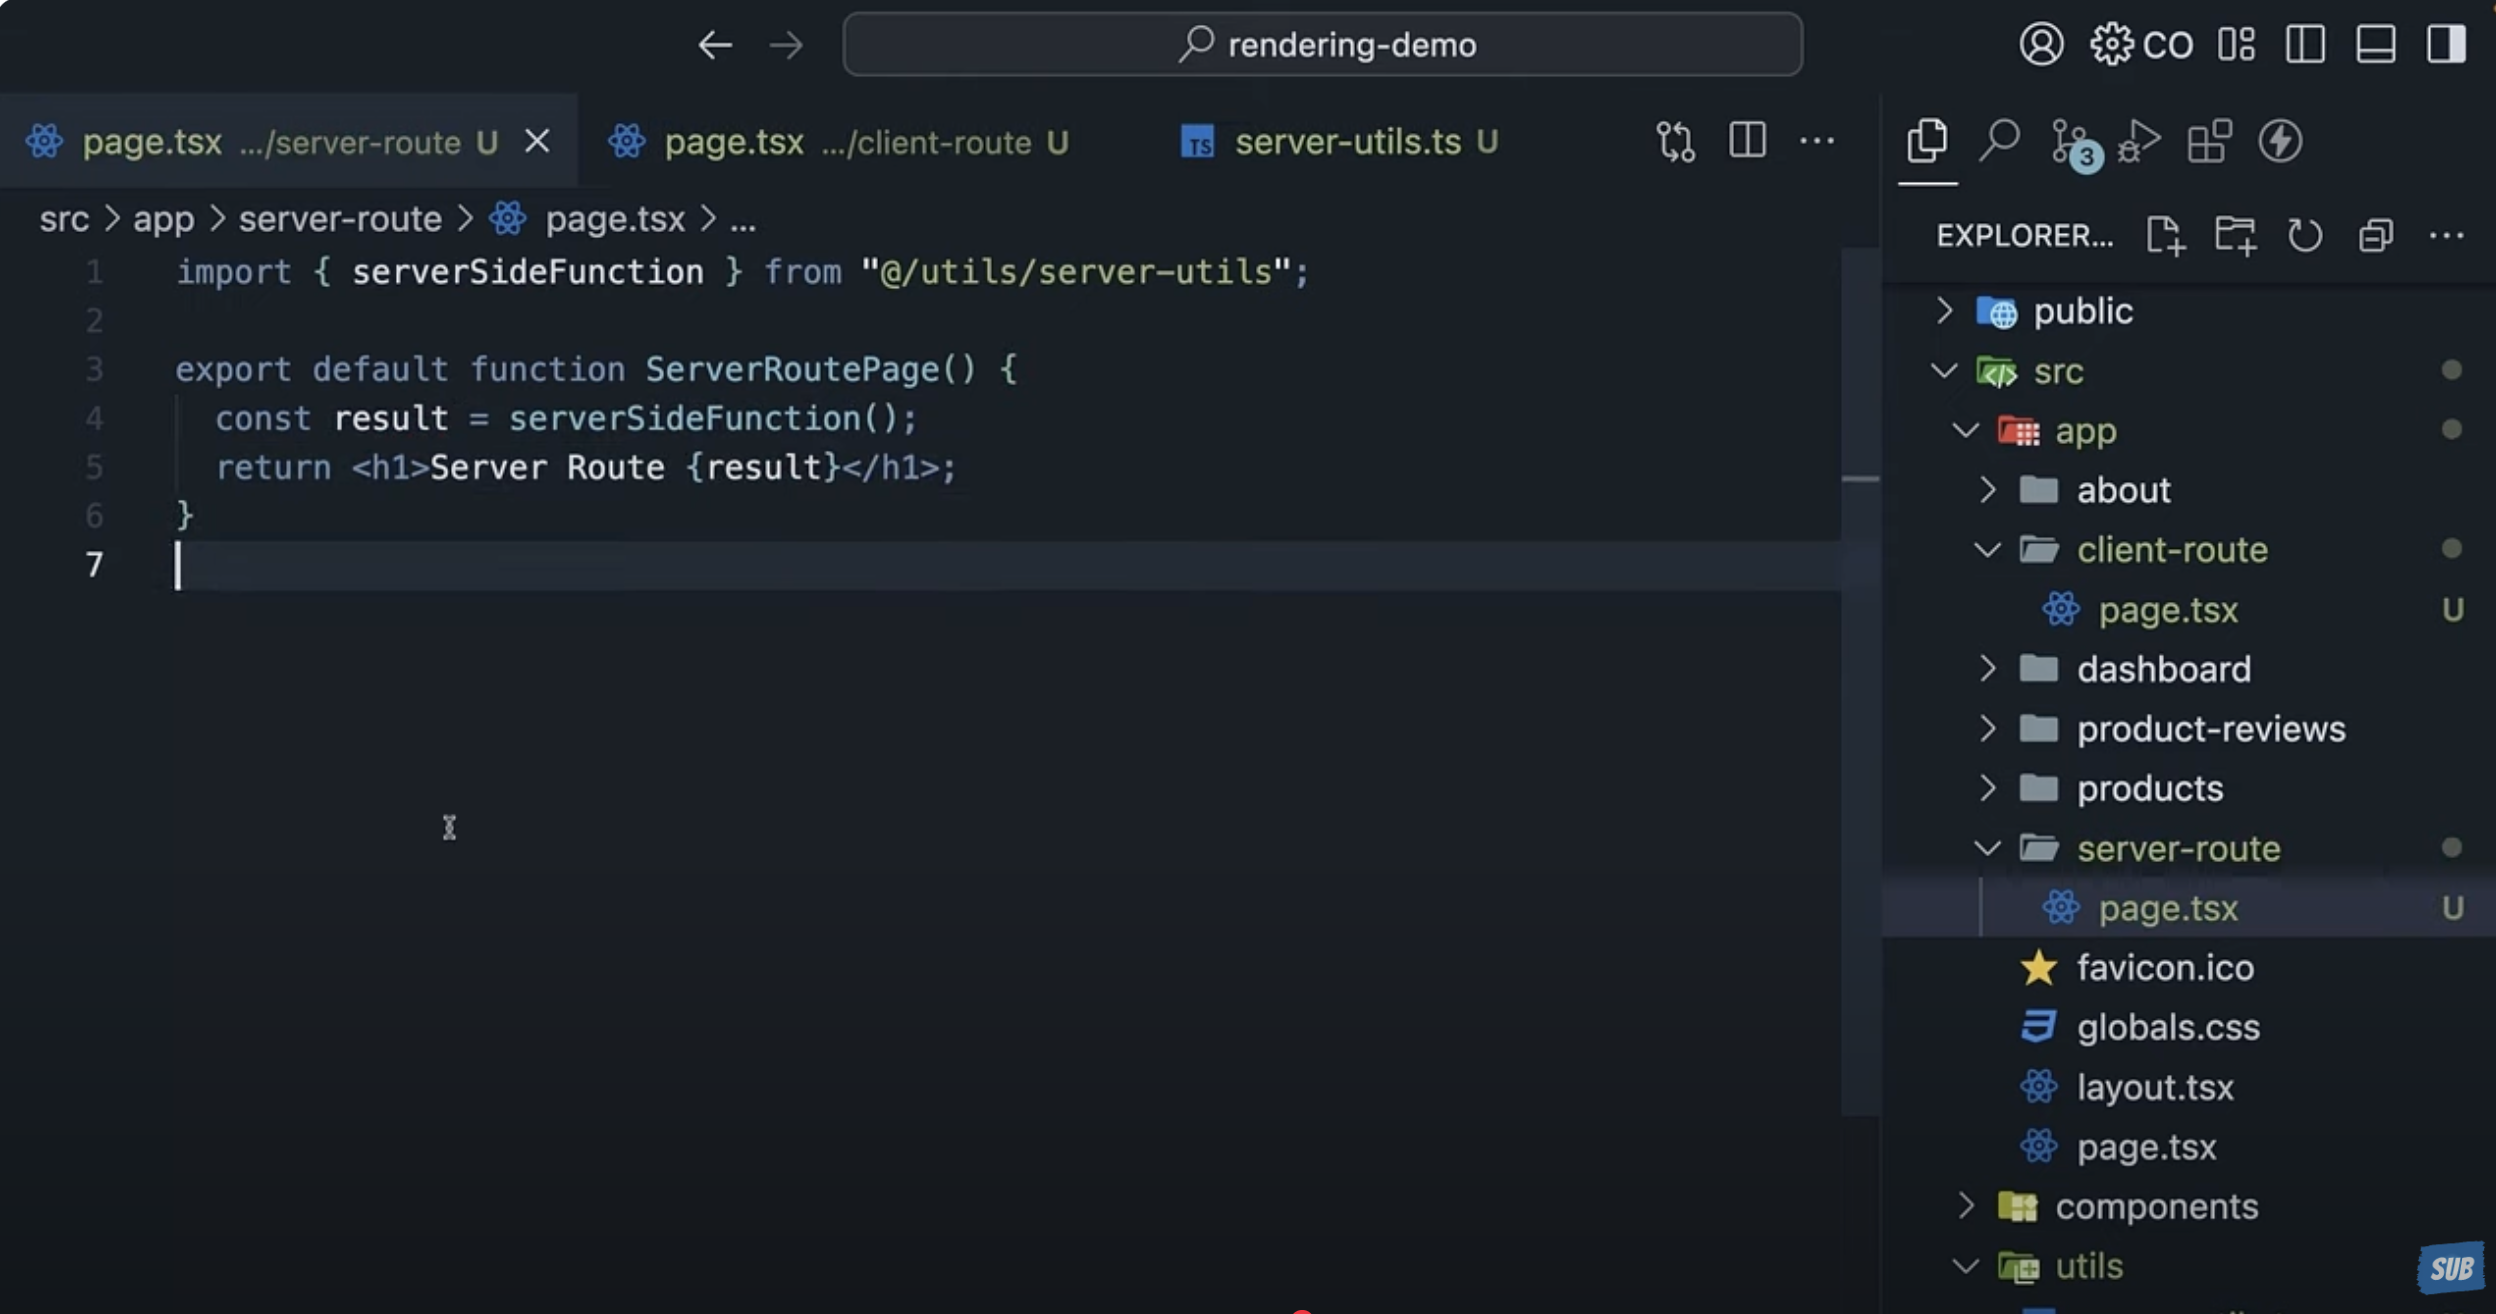 rendering-demo
CO
page.tsx .../server-route U
page.tsx .../client-route U
TS server-utils.ts U
3
src > app > server-route > page.tsx > ...
EXPLORER...
1 import { serverSideFunction } from "@/utils/server-utils";
2
3 export default function ServerRoutePage() {
4 const result = serverSideFunction();
5 return <h1>Server Route {result}</h1>;
6 }
7
public
src
app
about
client-route
page.tsx U
dashboard
product-reviews
products
server-route
page.tsx U
favicon.ico
globals.css
layout.tsx
page.tsx
components
utils
SUB